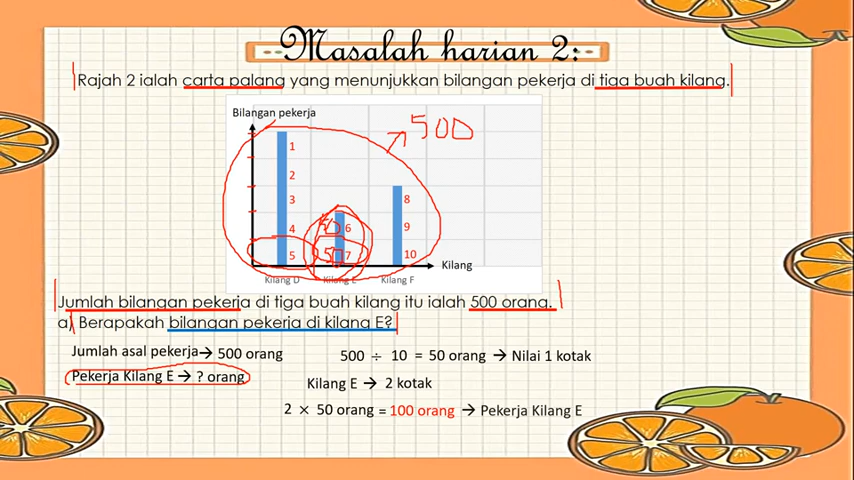 Masalah harian 2:
Rajah 2 ialah carta palang yang menunjukkan bilangan pekerja di tiga buah kilang.
Bilangan pekerja
500
1
2
3 8
4 50 6 9
5 50 7 10
Kilang
Kilang D Kilang E Kilang F
Jumlah bilangan pekerja di tiga buah kilang itu ialah 500 orang.
a) Berapakah bilangan pekerja di kilang E?
Jumlah asal pekerja→ 500 orang 500 ÷ 10 = 50 orang → Nilai 1 kotak
Pekerja Kilang E → ? orang
Kilang E → 2 kotak
2 × 50 orang = 100 orang → Pekerja Kilang E